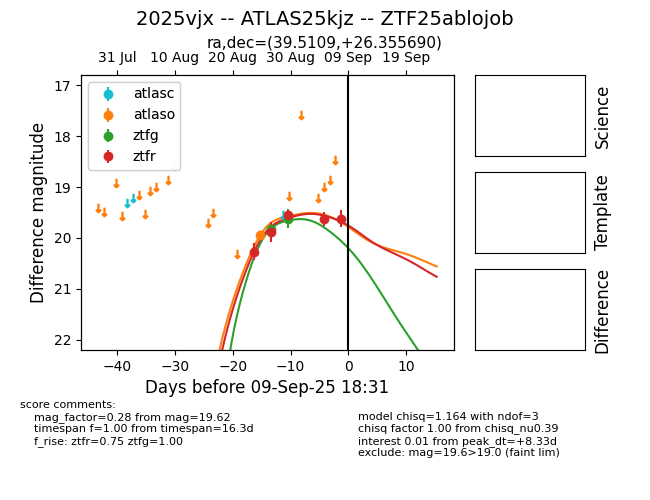 2025vjx -- ATLAS25kjz -- ZTF25ablojob
ra,dec=(39.5109,+26.355690)
31 Jul 10 Aug 20 Aug 30 Aug 09 Sep 19 Sep
atlasc
atlaso
ztfg
ztfr
17
18
19
20
21
22
Difference magnitude
−40 −30 −20 −10 0 10
Days before 09-Sep-25 18:31
Science
Template
Difference
score comments:
mag_factor=0.28 from mag=19.62
timespan f=1.00 from timespan=16.3d
f_rise: ztfr=0.75 ztfg=1.00
model chisq=1.164 with ndof=3
chisq factor 1.00 from chisq_nu0.39
interest 0.01 from peak_dt=+8.33d
exclude: mag=19.6>19.0 (faint lim)